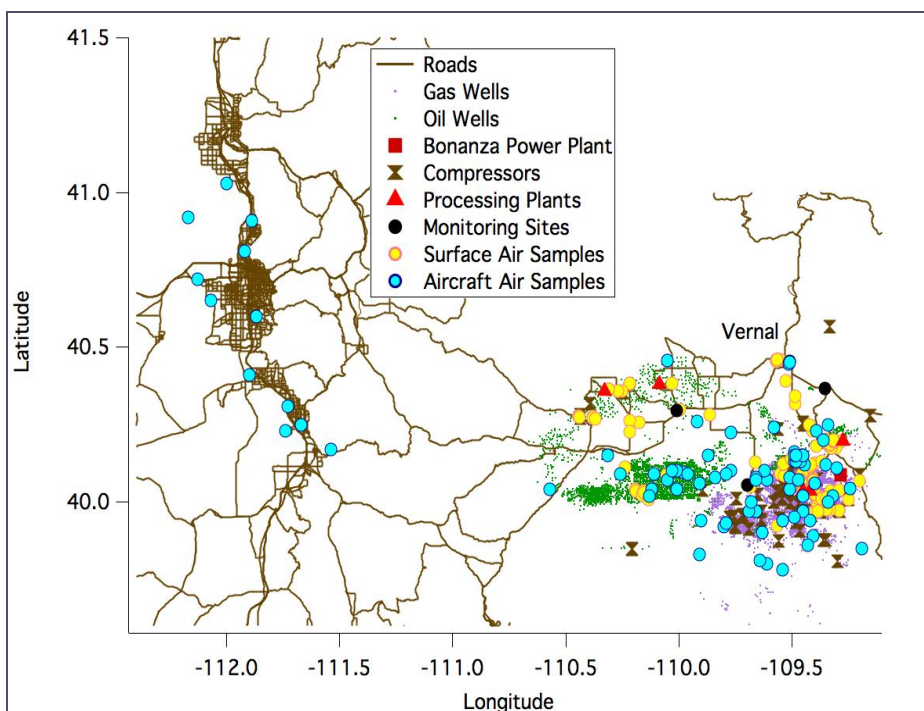 41.5
41.0
40.5
40.0
Latitude
Roads
Gas Wells
Oil Wells
Bonanza Power Plant
Compressors
Processing Plants
Monitoring Sites
Surface Air Samples
Aircraft Air Samples
Vernal
-112.0 -111.5 -111.0 -110.5 -110.0 -109.5
Longitude